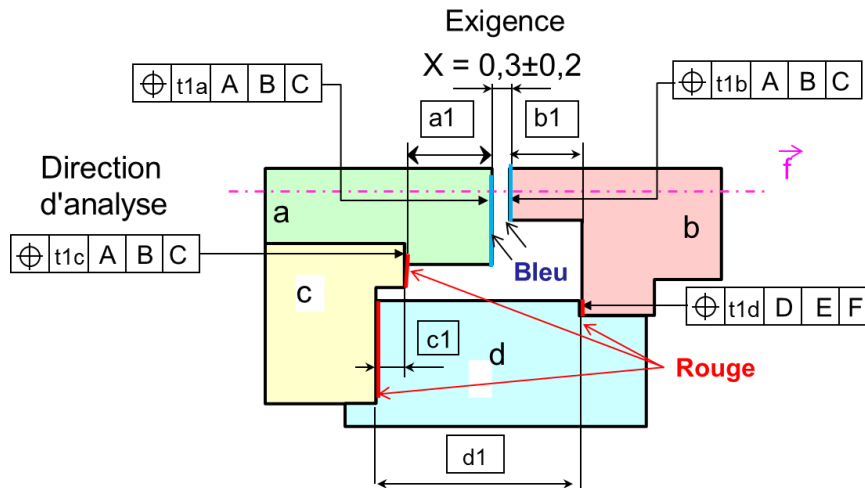 Exigence
X = 0,3±0,2
⌖ t1a A B C
⌖ t1b A B C
a1
b1
Direction
d'analyse
f
a
b
⌖ t1c A B C
Bleu
c
⌖ t1d D E F
c1
d
Rouge
d1